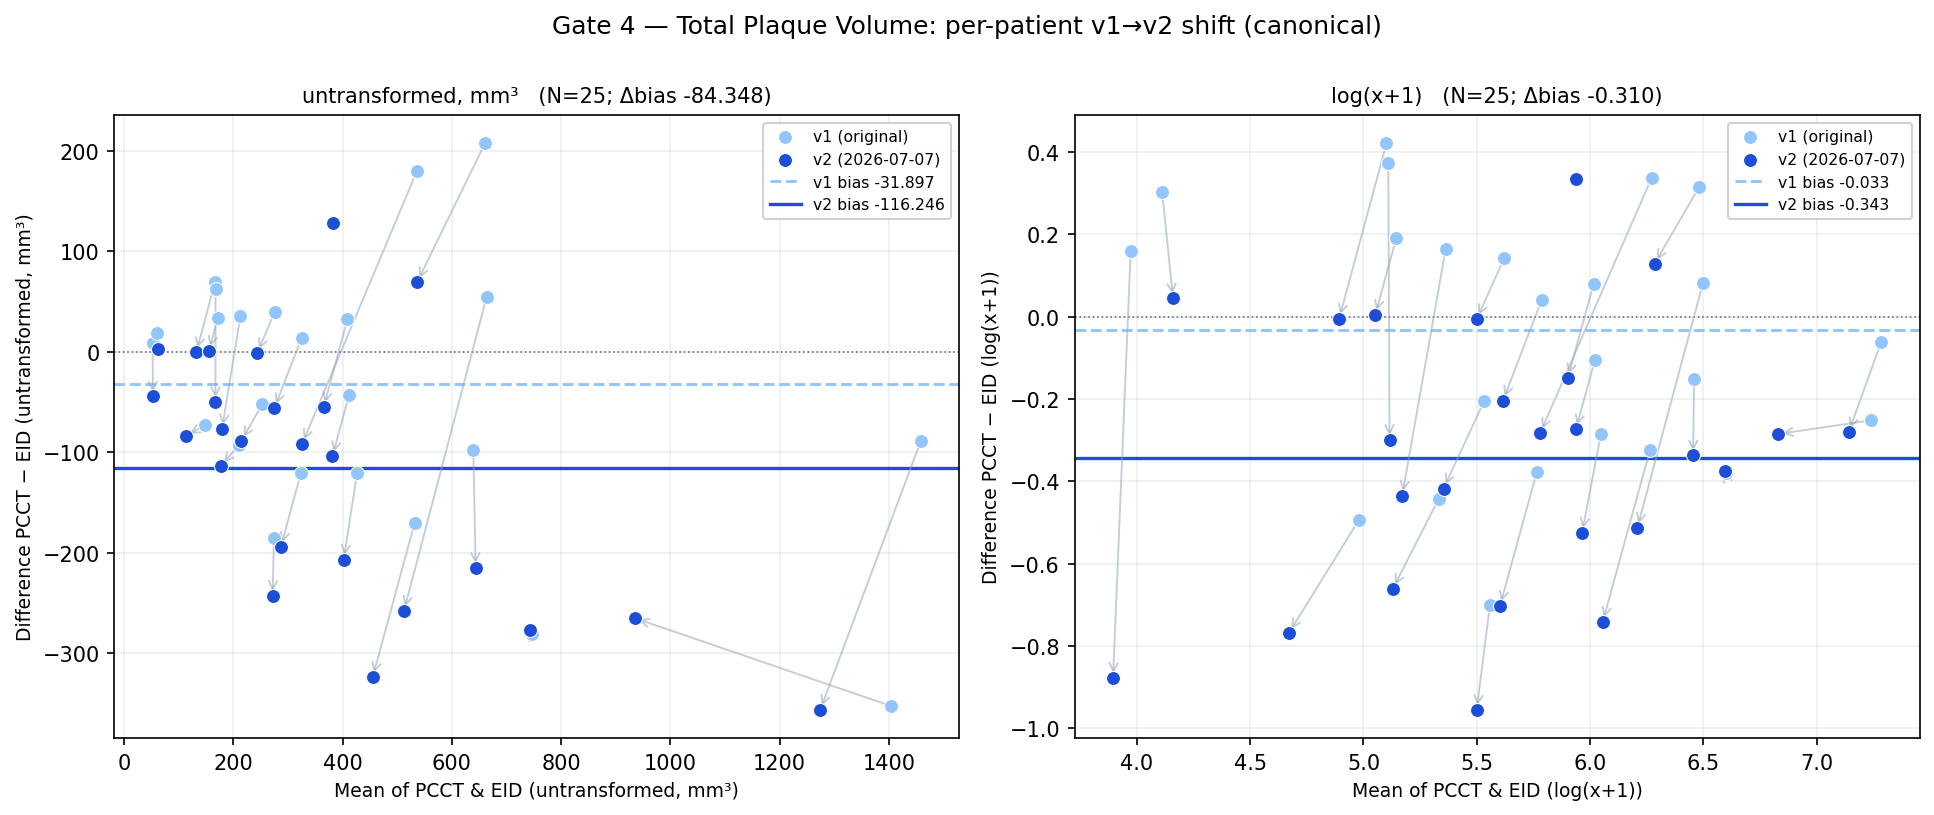 Gate 4 — Total Plaque Volume: per-patient v1→v2 shift (canonical)
untransformed, mm³   (N=25; Δbias -84.348)
v1 (original)
v2 (2026-07-07)
v1 bias -31.897
v2 bias -116.246
Difference PCCT − EID (untransformed, mm³)
200
100
0
−100
−200
−300
0 200 400 600 800 1000 1200 1400
Mean of PCCT & EID (untransformed, mm³)
log(x+1)   (N=25; Δbias -0.310)
v1 (original)
v2 (2026-07-07)
v1 bias -0.033
v2 bias -0.343
Difference PCCT − EID (log(x+1))
0.4
0.2
0.0
−0.2
−0.4
−0.6
−0.8
−1.0
4.0 4.5 5.0 5.5 6.0 6.5 7.0
Mean of PCCT & EID (log(x+1))